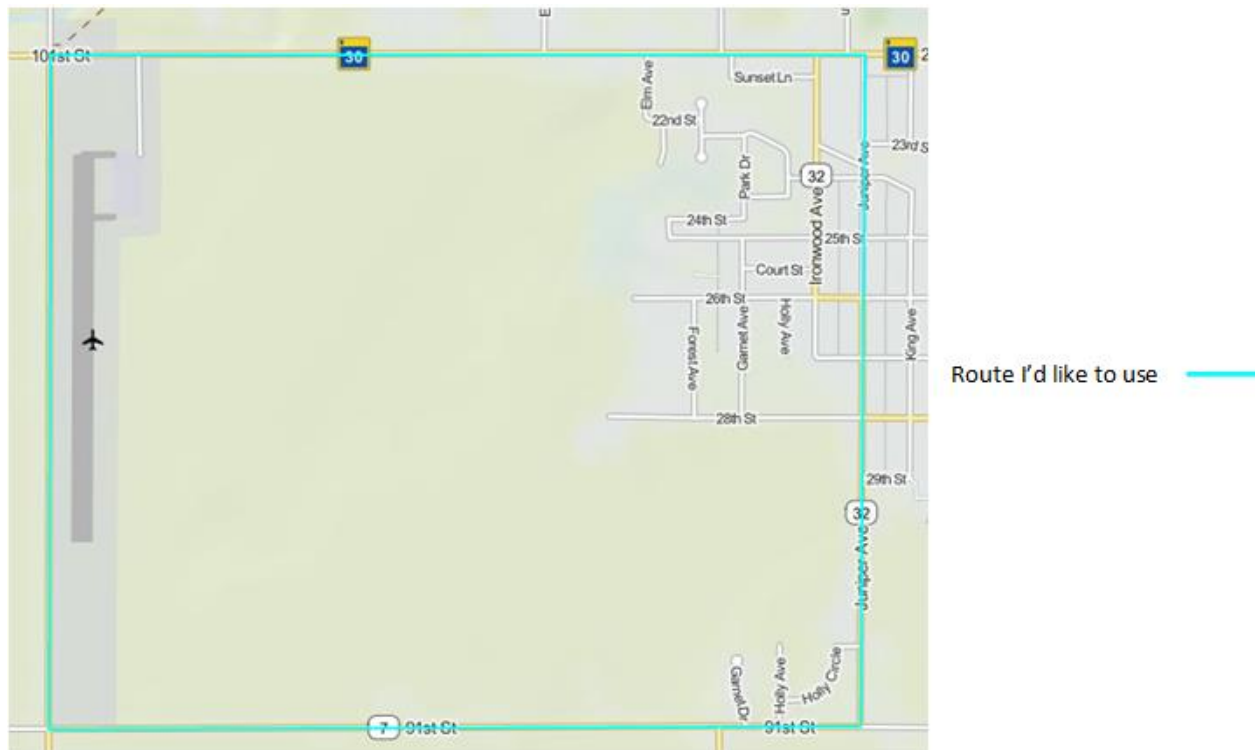 E
101st St
30
30
2
Sunset Ln
Elm Ave
22nd St
23rd S
Juniper Ave
Park Dr
32
24th St
Ironwood Ave
25th St
Court St
26th St
Holly Ave
Forest Ave
Garnet Ave
King Ave
Route I'd like to use
28th St
29th St
32
Juniper Ave
Garnet Dr
Holly Ave
Holly Circle
7
91st St
91st St